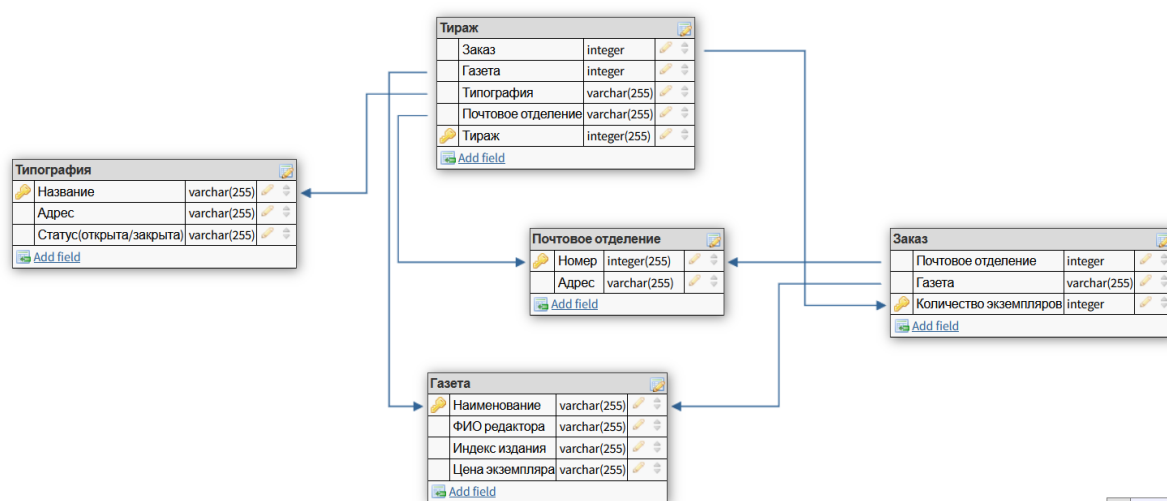 Тираж
Заказ integer
Газета integer
Типография varchar(255)
Почтовое отделение varchar(255)
Тираж integer(255)
Add field
Типография
Название varchar(255)
Адрес varchar(255)
Статус(открыта/закрыта) varchar(255)
Add field
Почтовое отделение
Номер integer(255)
Адрес varchar(255)
Add field
Заказ
Почтовое отделение integer
Газета varchar(255)
Количество экземпляров integer
Add field
Газета
Наименование varchar(255)
ФИО редактора varchar(255)
Индекс издания varchar(255)
Цена экземпляра varchar(255)
Add field